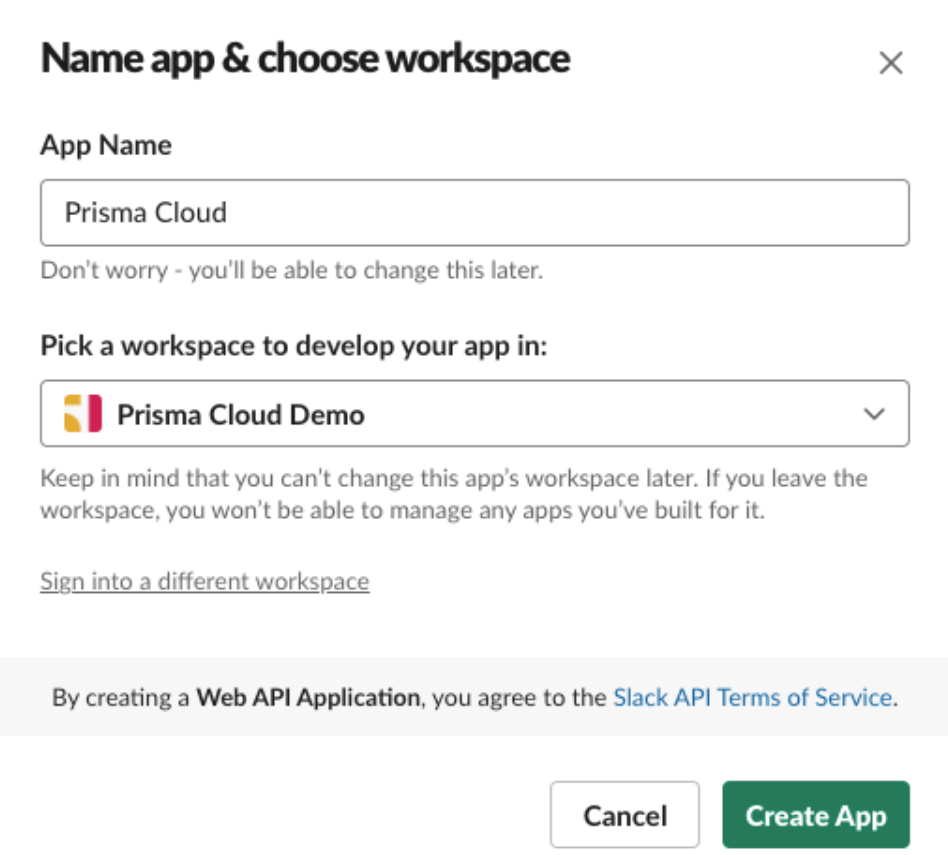 Name app & choose workspace
App Name
Prisma Cloud
Don't worry - you'll be able to change this later.
Pick a workspace to develop your app in:
Prisma Cloud Demo
Keep in mind that you can't change this app's workspace later. If you leave the
workspace, you won't be able to manage any apps you've built for it.
Sign into a different workspace
By creating a Web API Application, you agree to the Slack API Terms of Service.
Cancel
Create App